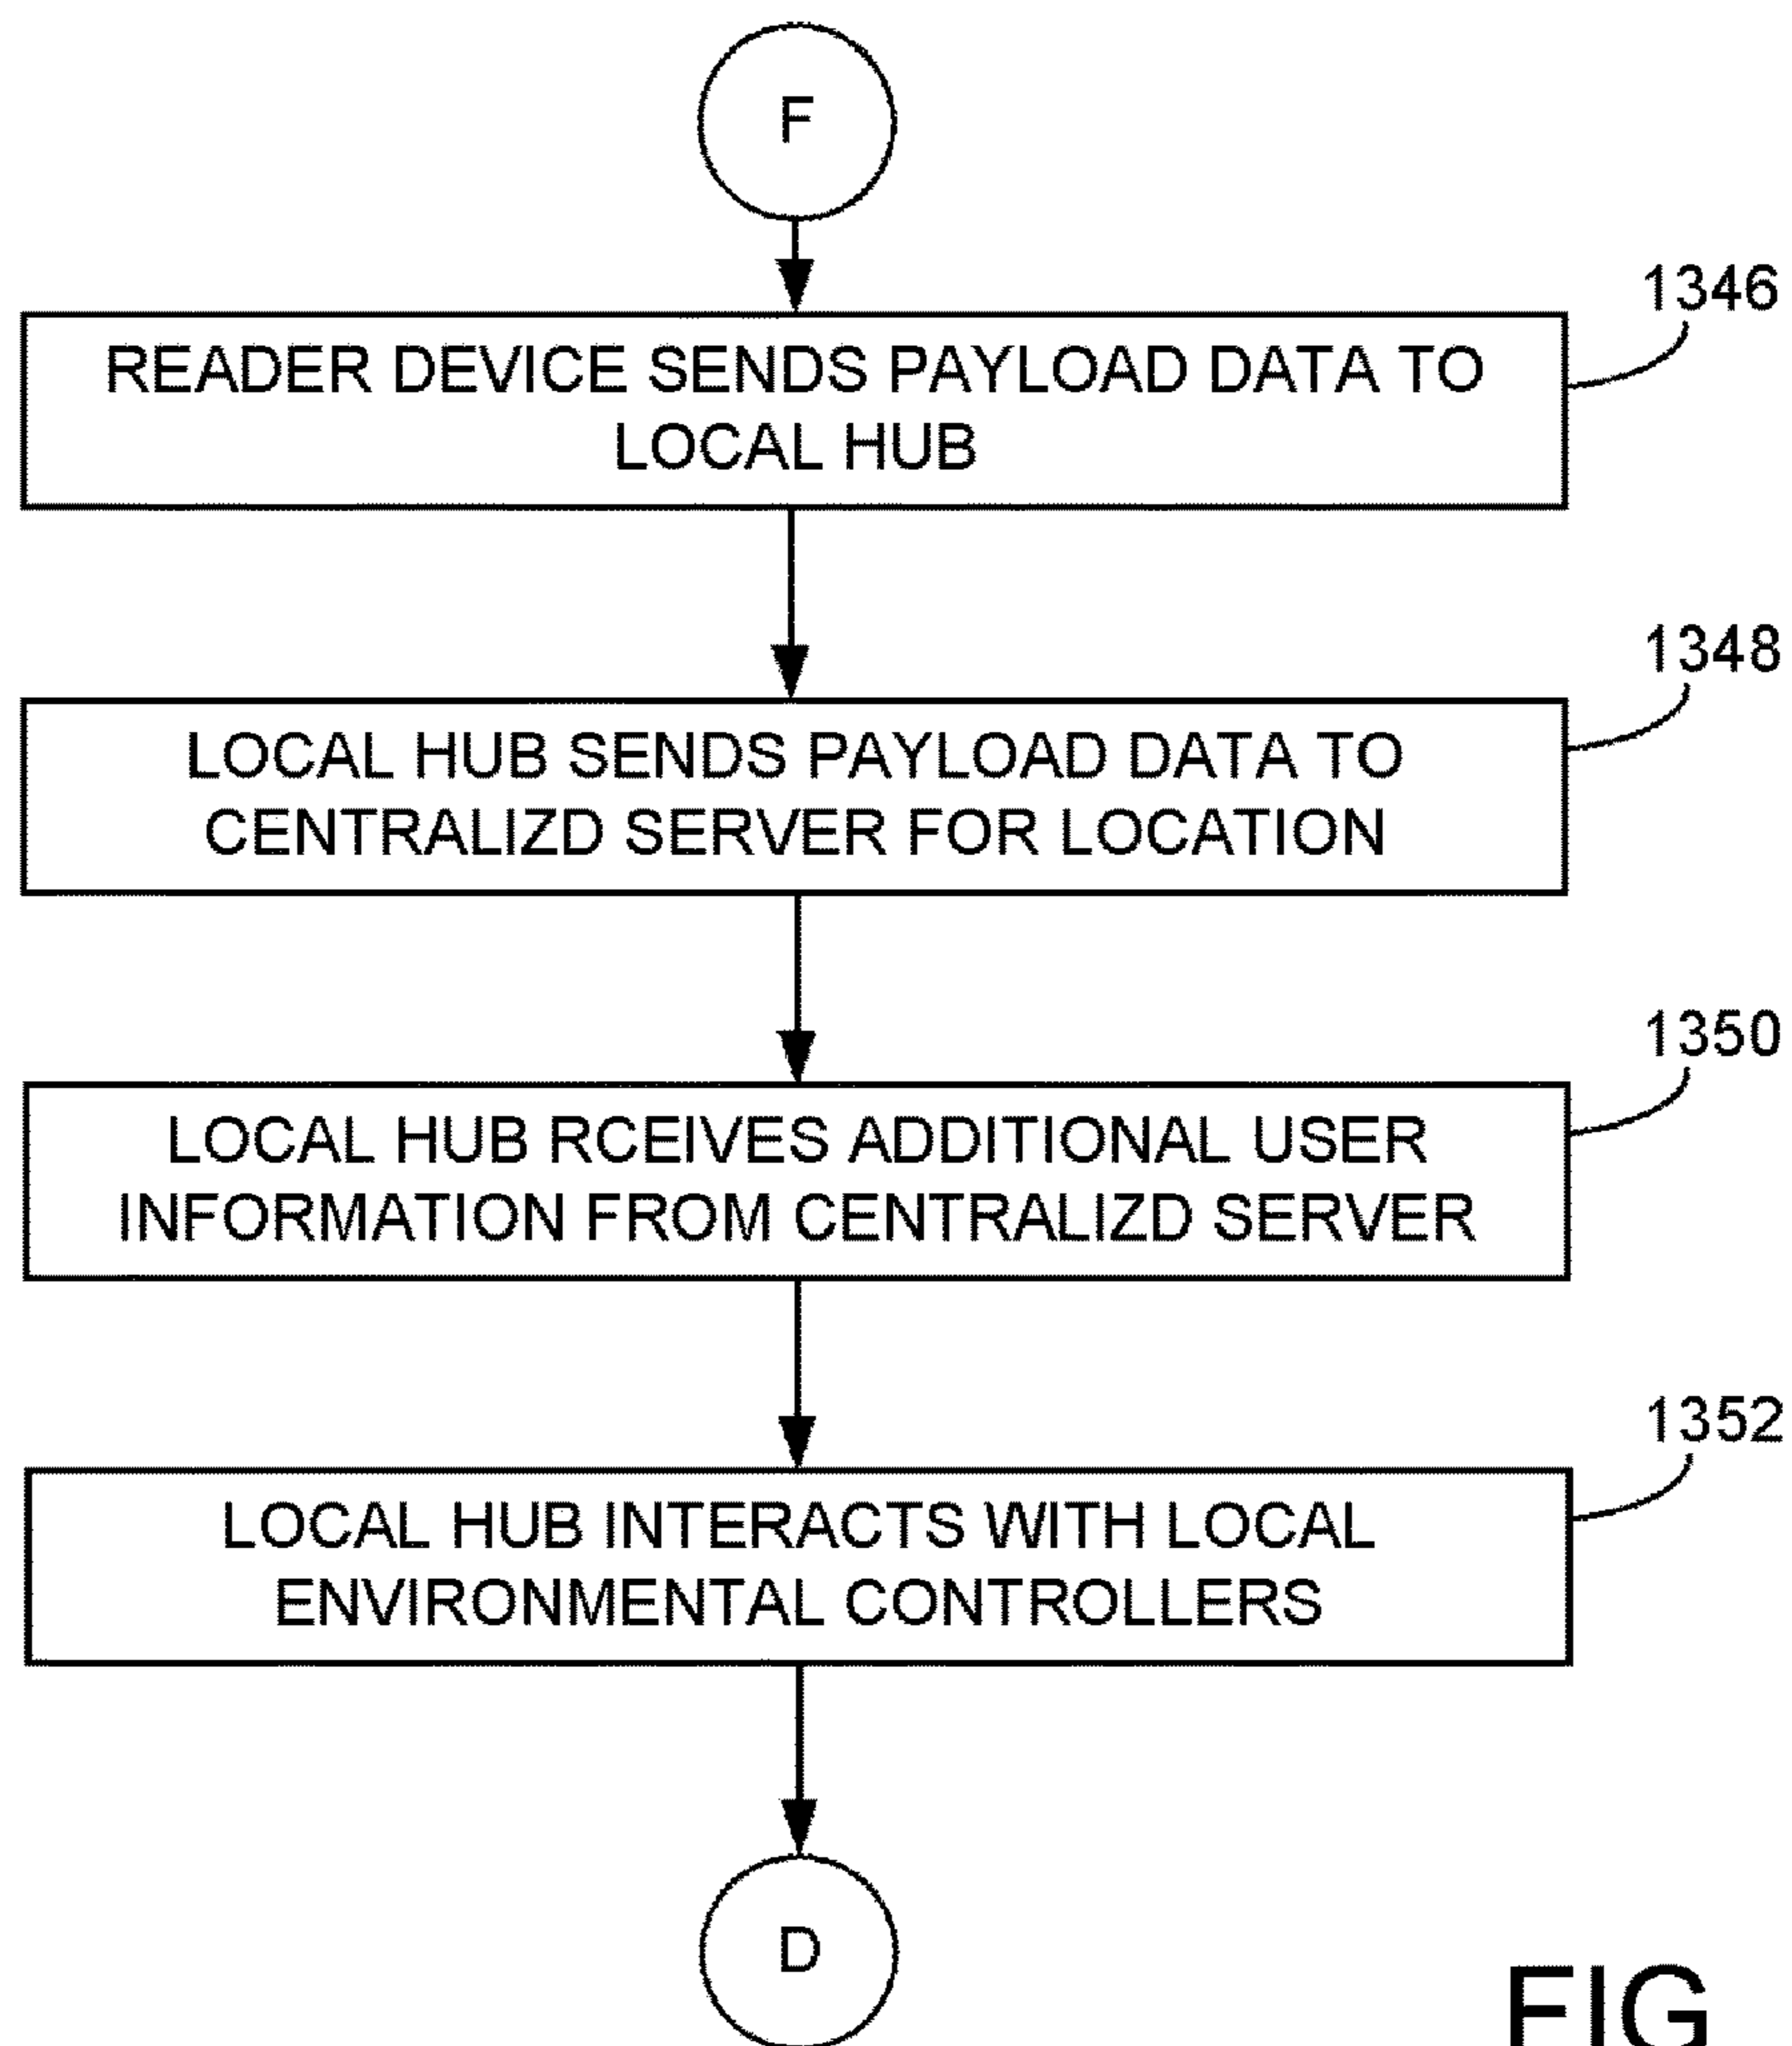 F
1346
READER DEVICE SENDS PAYLOAD DATA TO
LOCAL HUB
1348
LOCAL HUB SENDS PAYLOAD DATA TO
CENTRALIZD SERVER FOR LOCATION
1350
LOCAL HUB RCEIVES ADDITIONAL USER
INFORMATION FROM CENTRALIZD SERVER
1352
LOCAL HUB INTERACTS WITH LOCAL
ENVIRONMENTAL CONTROLLERS
D
FIG